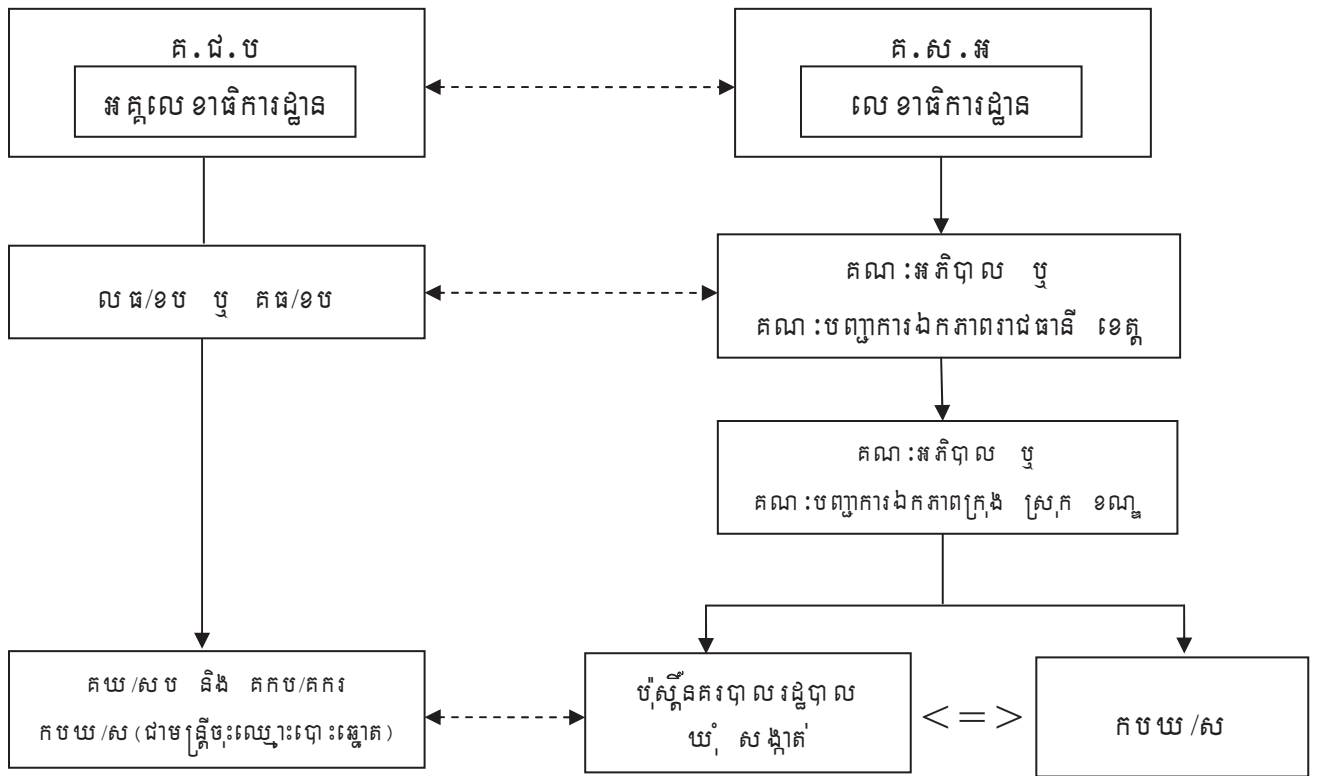 គ.ជ.ប
អគ្គលេខាធិការដ្ឋាន
គ.ស.អ
លេខាធិការដ្ឋាន
លធ/ខប ឬ គធ/ខប
គណៈអភិបាល ឬ
គណៈបញ្ជាការឯកភាពរាជធានី ខេត្ត
គណៈអភិបាល ឬ
គណៈបញ្ជាការឯកភាពក្រុង ស្រុក ខណ្ឌ
គឃ/សប និង គកប/គករ
កបឃ/ស(ជាមន្ត្រីចុះឈ្មោះបោះឆ្នោត)
ប៉ុស្តិ៍នគរបាលរដ្ឋបាល
ឃុំ សង្កាត់
<=>
កបឃ/ស